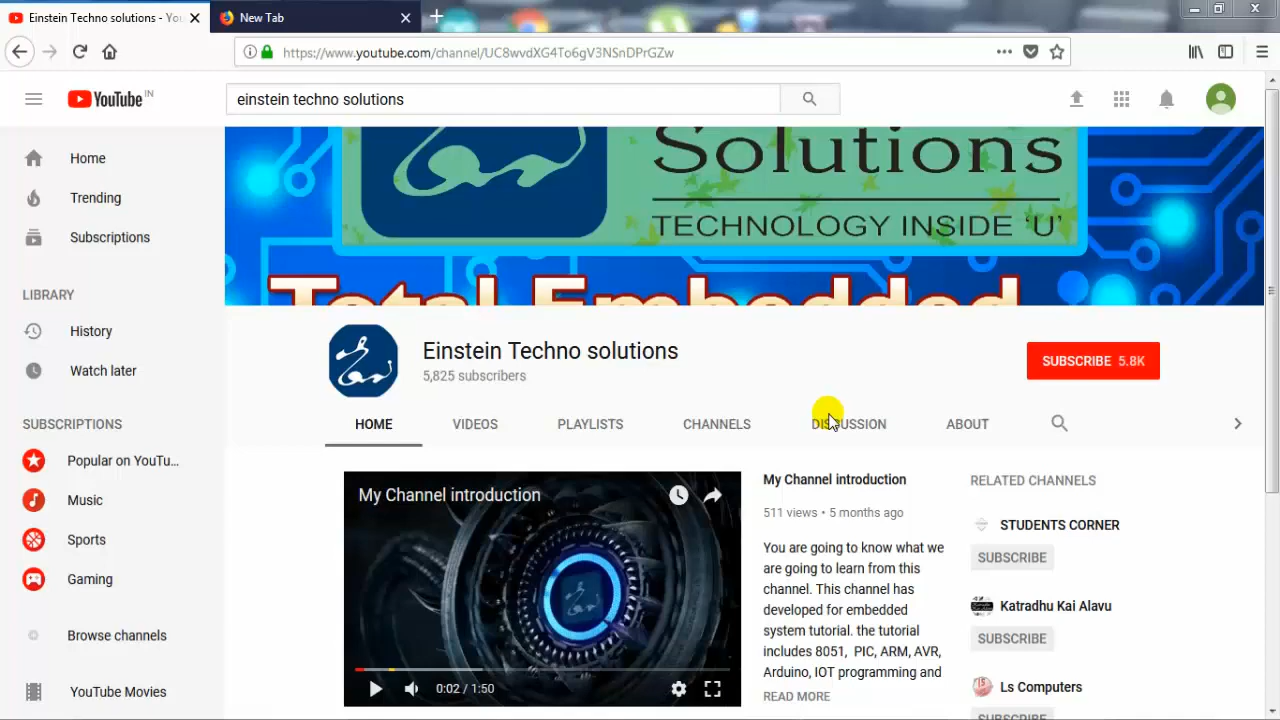 Einstein Techno solutions - Yo
New Tab
https://www.youtube.com/channel/UC8wvdXG4To6gV3NSnDPrGZw
YouTube IN
einstein techno solutions
Home
Trending
Subscriptions
LIBRARY
History
Watch later
SUBSCRIPTIONS
Popular on YouTu...
Music
Sports
Gaming
Browse channels
YouTube Movies
Solutions
TECHNOLOGY INSIDE 'U'
Total Embedded
Einstein Techno solutions
5,825 subscribers
SUBSCRIBE 5.8K
HOME
VIDEOS
PLAYLISTS
CHANNELS
DISCUSSION
ABOUT
My Channel introduction
0:02 / 1:50
My Channel introduction
511 views • 5 months ago
You are going to know what we
are going to learn from this
channel. This channel has
developed for embedded
system tutorial. the tutorial
includes 8051, PIC, ARM, AVR,
Arduino, IOT programming and
READ MORE
RELATED CHANNELS
STUDENTS CORNER
SUBSCRIBE
Katradhu Kai Alavu
SUBSCRIBE
Ls Computers
SUBSCRIBE